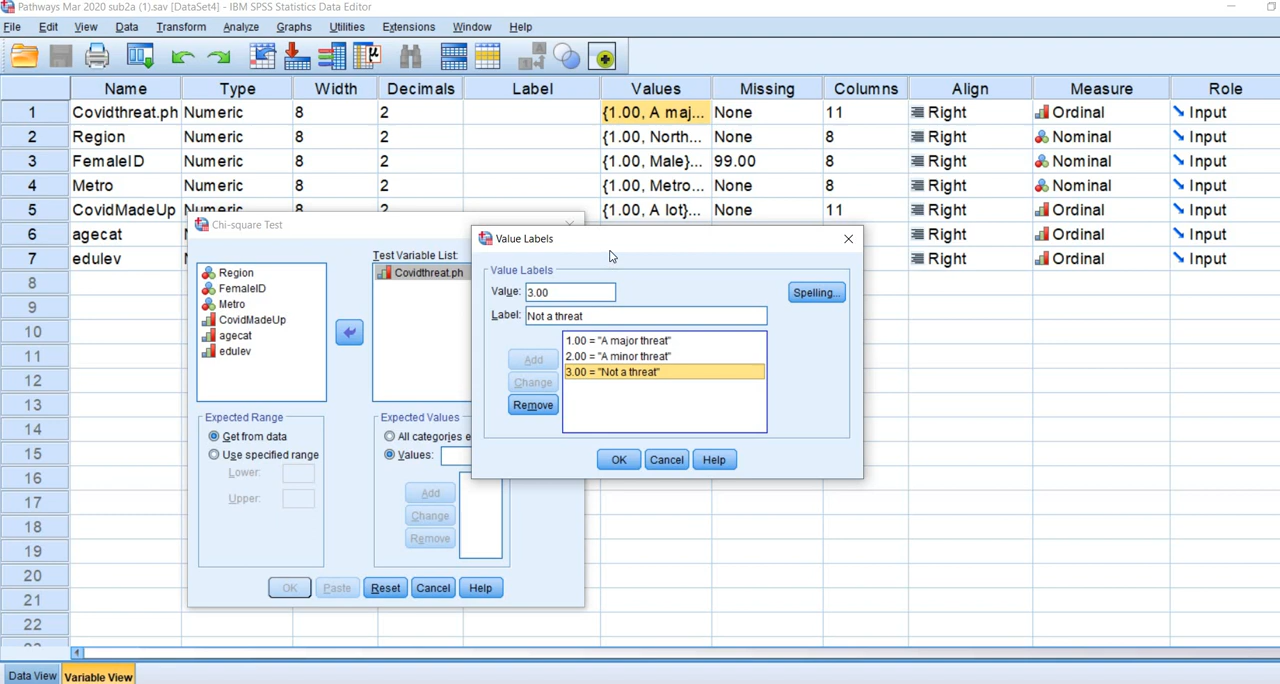 Pathways Mar 2020 sub2a (1).sav [DataSet4] - IBM SPSS Statistics Data Editor
File Edit View Data Transform Analyze Graphs Utilities Extensions Window Help
Name Type Width Decimals Label Values Missing Columns Align Measure Role
1 Covidthreat.ph Numeric 8 2 {1.00, A maj... None 11 Right Ordinal Input
2 Region Numeric 8 2 {1.00, North... None 8 Right Nominal Input
3 FemaleID Numeric 8 2 {1.00, Male}... 99.00 8 Right Nominal Input
4 Metro Numeric 8 2 {1.00, Metro... None 8 Right Nominal Input
5 CovidMadeUp Numeric 8 2 {1.00, A lot}... None 11 Right Ordinal Input
6 agecat Right Ordinal Input
7 edulev Right Ordinal Input
8
9
10
11
12
13
14
15
16
17
18
19
20
21
22
Chi-square Test
Test Variable List:
Region
FemaleID
Metro
CovidMadeUp
agecat
edulev
Covidthreat.ph
Expected Range
Get from data
Use specified range
Lower:
Upper:
Expected Values
All categories e
Values:
Add
Change
Remove
OK Paste Reset Cancel Help
Value Labels
Value Labels
Value: 3.00
Spelling...
Label: Not a threat
1.00 = "A major threat"
2.00 = "A minor threat"
3.00 = "Not a threat"
Add
Change
Remove
OK Cancel Help
Data View Variable View